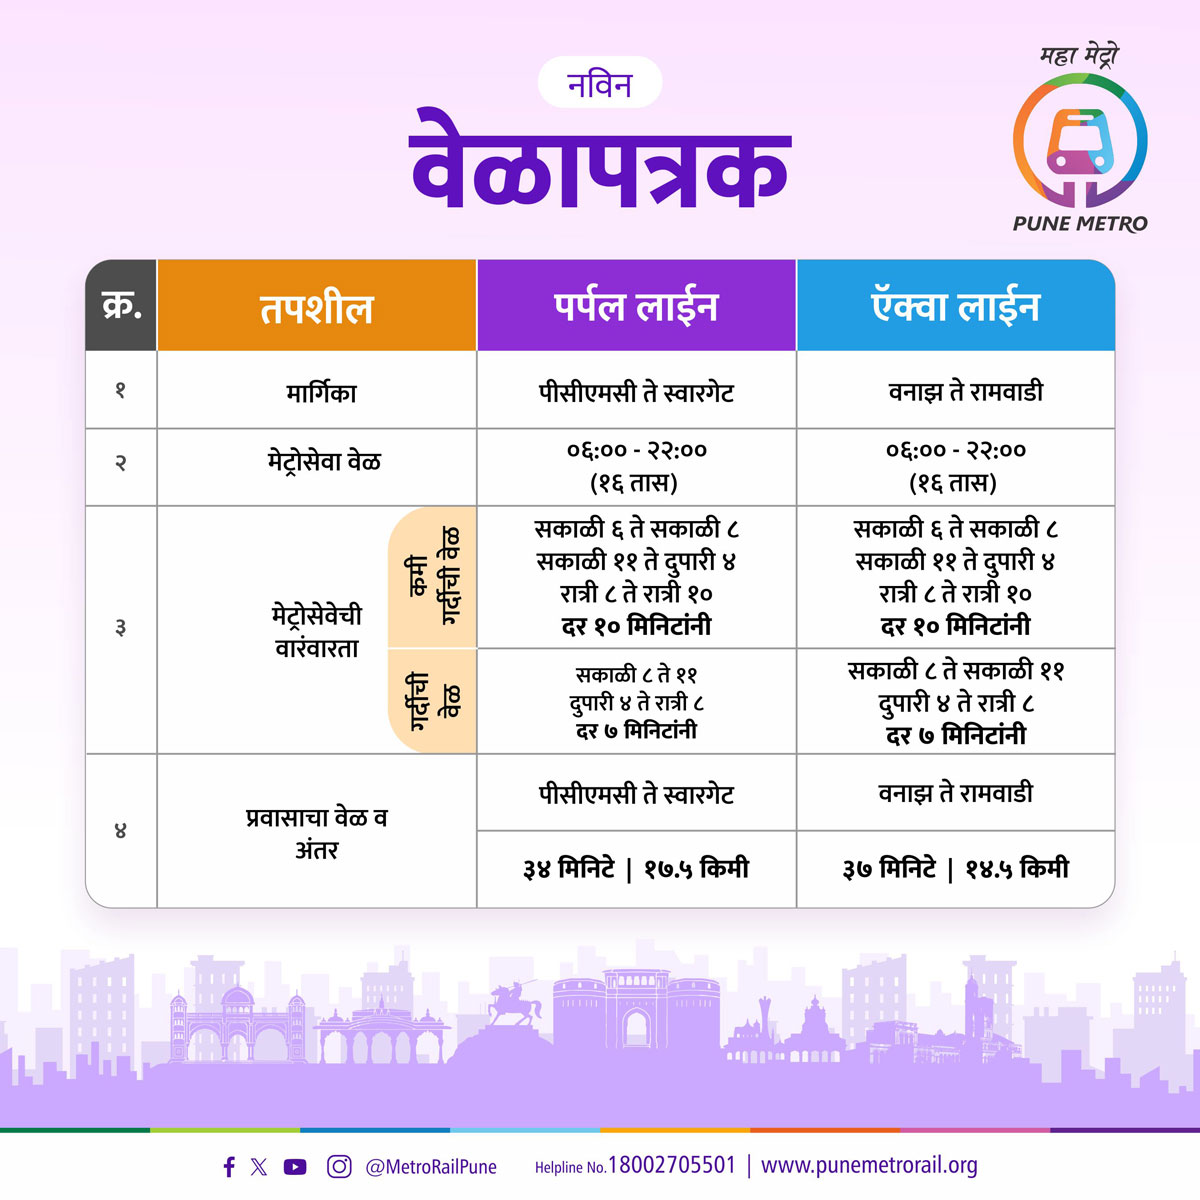 महा मेट्रो
PUNE METRO
नविन
वेळापत्रक
क्र. तपशील पर्पल लाईन ऍक्वा लाईन
१ मार्गिका पीसीएमसी ते स्वारगेट वनाझ ते रामवाडी
२ मेट्रोसेवा वेळ ०६:०० - २२:०० ०६:०० - २२:००
(१६ तास) (१६ तास)
३ मेट्रोसेवेची
वारंवारता
कमी
गर्दीची वेळ
सकाळी ६ ते सकाळी ८
सकाळी ११ ते दुपारी ४
रात्री ८ ते रात्री १०
दर १० मिनिटांनी
सकाळी ६ ते सकाळी ८
सकाळी ११ ते दुपारी ४
रात्री ८ ते रात्री १०
दर १० मिनिटांनी
गर्दीची
वेळ
सकाळी ८ ते ११
दुपारी ४ ते रात्री ८
दर ७ मिनिटांनी
सकाळी ८ ते सकाळी ११
दुपारी ४ ते रात्री ८
दर ७ मिनिटांनी
४ प्रवासाचा वेळ व
अंतर
पीसीएमसी ते स्वारगेट वनाझ ते रामवाडी
३४ मिनिटे | १७.५ किमी ३७ मिनिटे | १४.५ किमी
@MetroRailPune Helpline No.18002705501 | www.punemetrorail.org